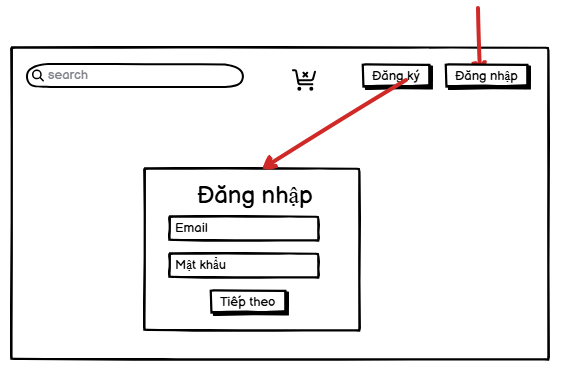 search
Đăng ký
Đăng nhập
Đăng nhập
Email
Mật khẩu
Tiếp theo